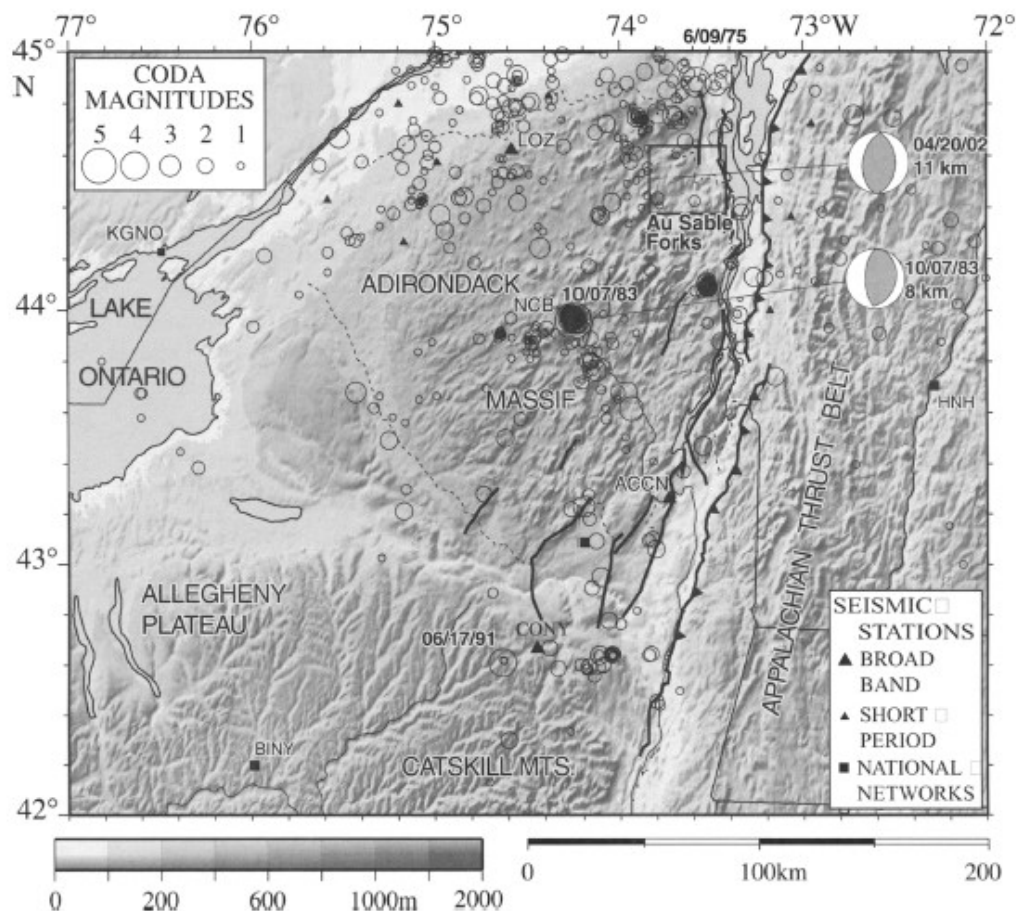 77°
76°
75°
74°
73°W
72°
6/09/75
45°
N
CODA
MAGNITUDES
5 4 3 2 1
LOZ
04/20/02
11 km
KGNO
Au Sable
Forks
ADIRONDACK
10/07/83
8 km
44°
LAKE
NCB
10/07/83
ONTARIO
MASSIF
HNH
ACCN
APPALACHIAN THRUST BELT
43°
ALLEGHENY
PLATEAU
06/17/91
CONY
SEISMIC
STATIONS
BROAD
BAND
SHORT
PERIOD
NATIONAL
NETWORKS
BINY
CATSKILL MTS.
42°
0 200 600 1000m 2000
0 100km 200